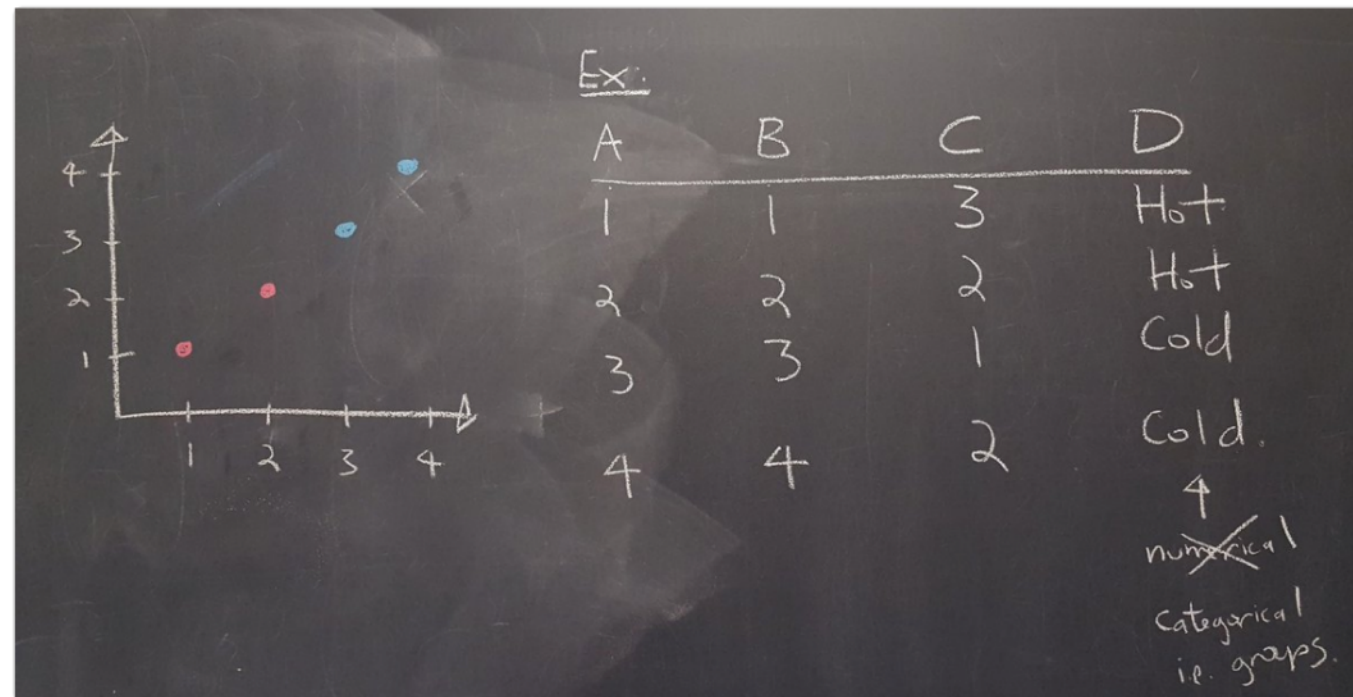 Ex.
A B C D
1 1 3 Hot
2 2 2 Hot
3 3 1 Cold
4 4 2 Cold.
numerical
categorical
i.e. groups.
4
3
2
1
1 2 3 4